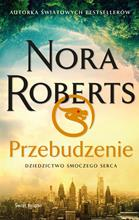 AUTORKA ŚWIATOWYCH BESTSELLERÓW
NORA
ROBERTS
Przebudzenie
DZIEDZICTWO SMOCZEGO SERCA
Świat Książki